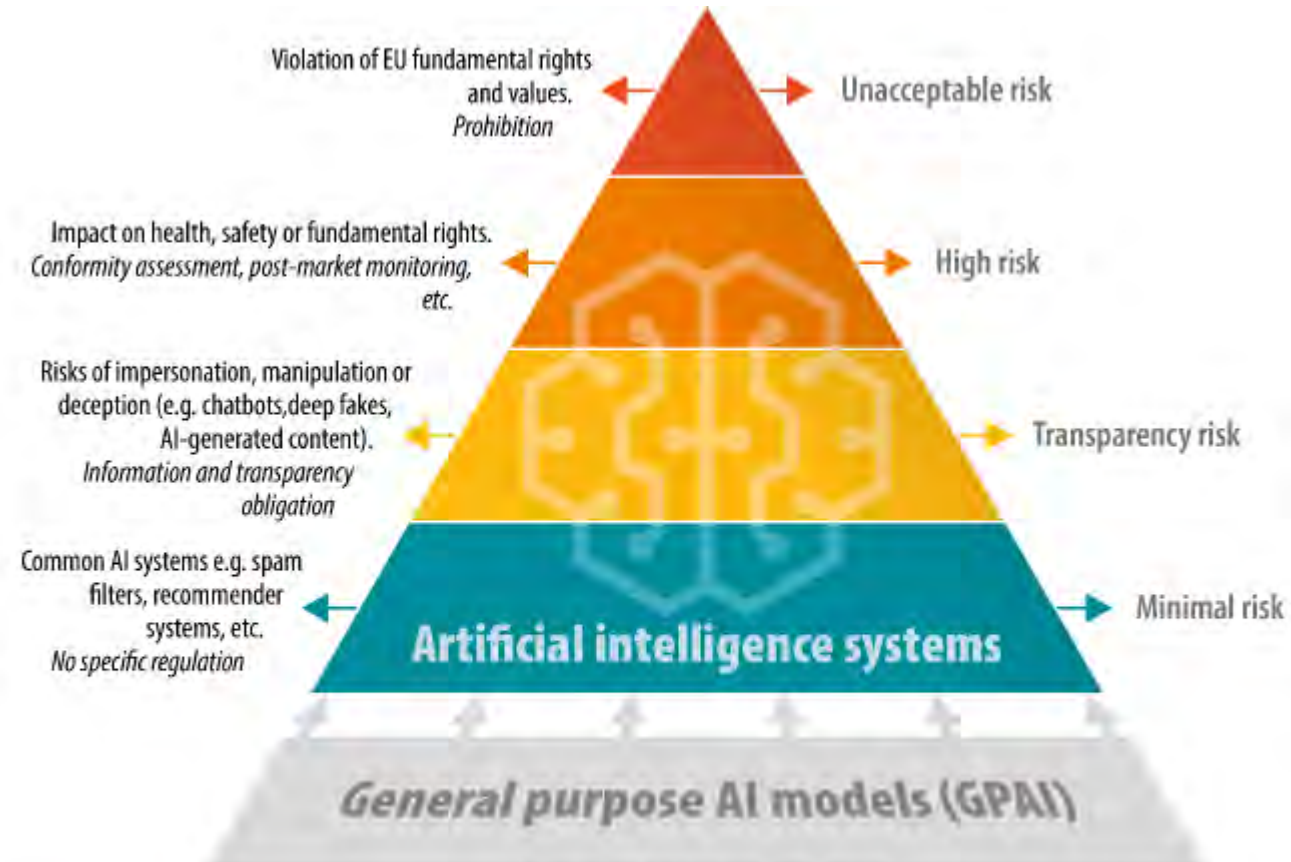 Violation of EU fundamental rights
and values.
Prohibition
Unacceptable risk
Impact on health, safety or fundamental rights.
Conformity assessment, post-market monitoring,
etc.
High risk
Risks of impersonation, manipulation or
deception (e.g. chatbots,deep fakes,
AI-generated content).
Information and transparency
obligation
Transparency risk
Common AI systems e.g. spam
filters, recommender
systems, etc.
No specific regulation
Minimal risk
Artificial intelligence systems
General purpose AI models (GPAI)